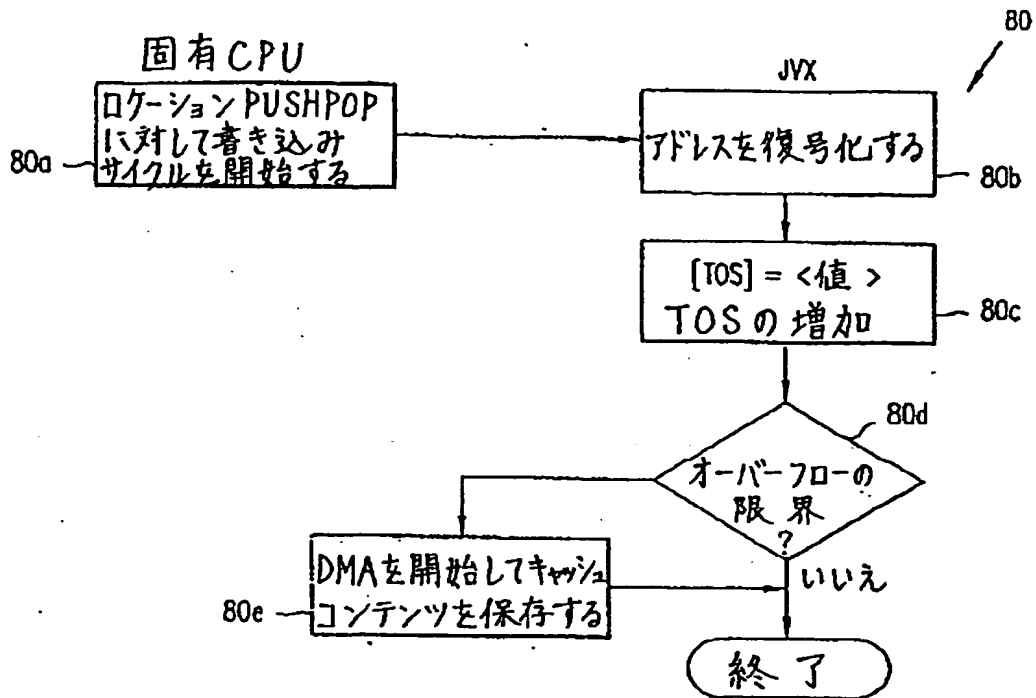 80
固有CPU
JVX
ロケーションPUSHPOP
に対して書き込み
サイクルを開始する
80a
アドレスを復号化する
80b
[TOS] = <値>
TOSの増加
80c
80d
オーバーフローの
限界
?
いいえ
DMAを開始してキャッシュ
コンテンツを保存する
80e
終了